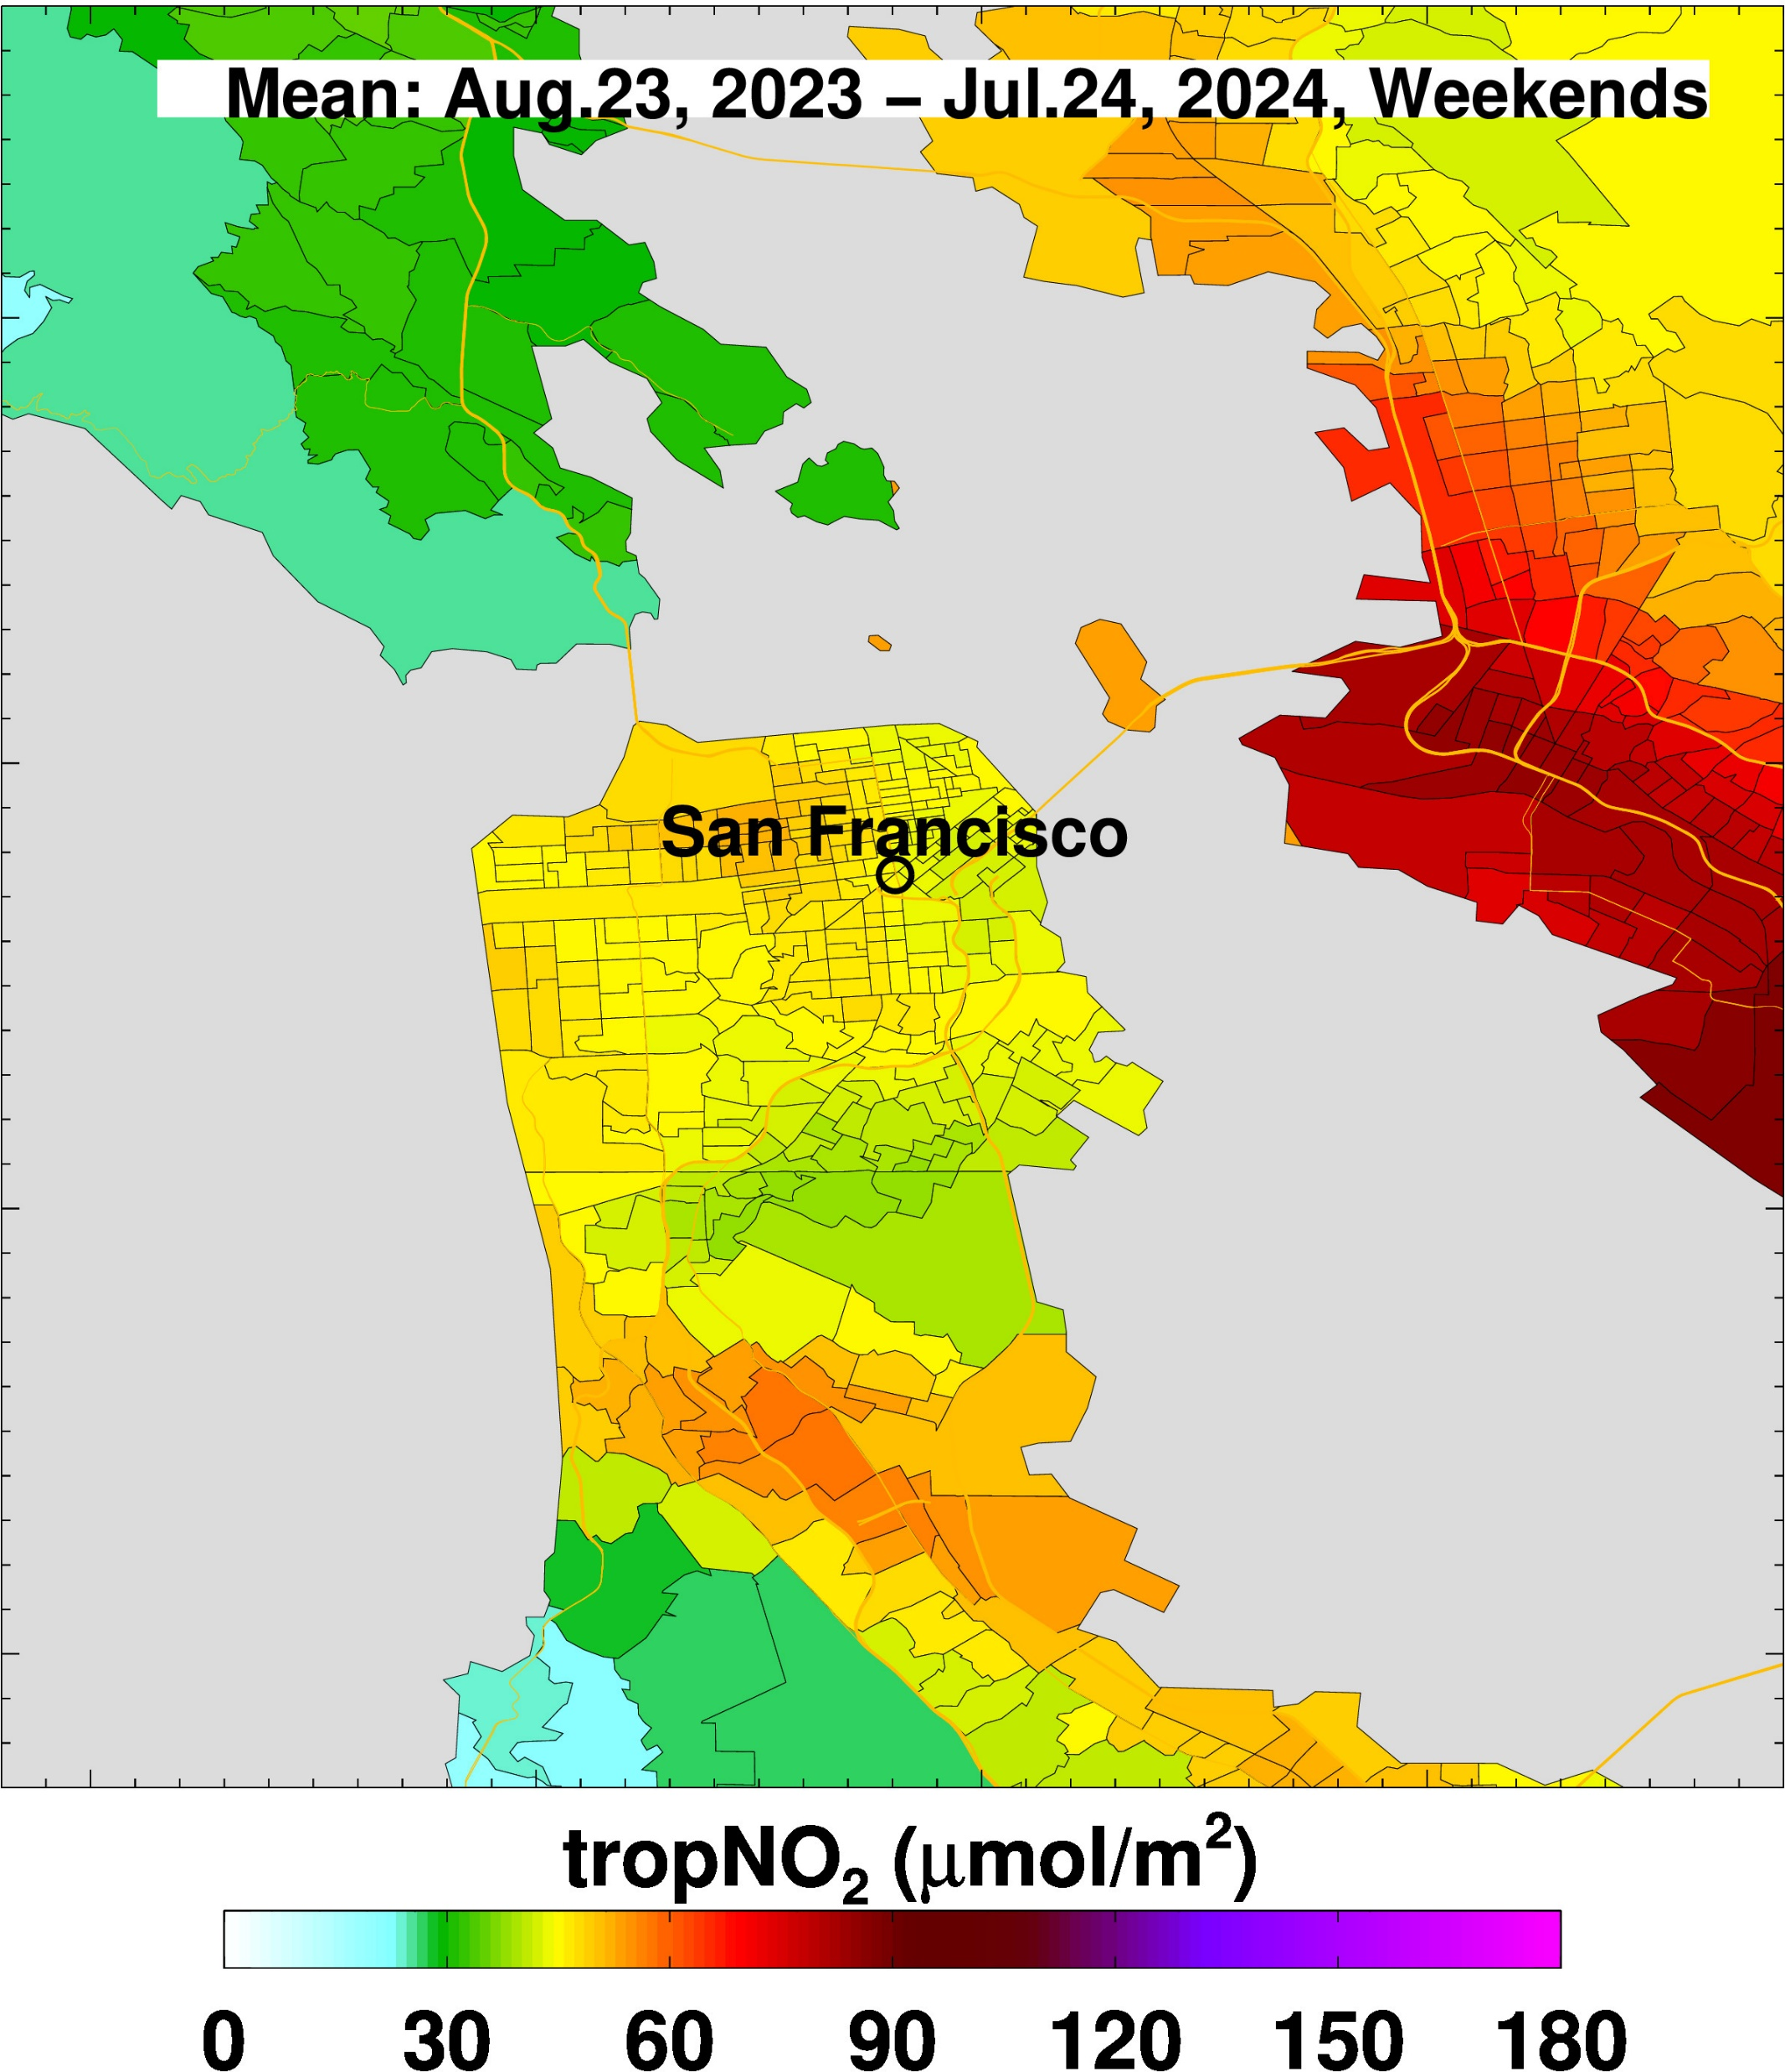 Mean: Aug.23, 2023 – Jul.24, 2024, Weekends
San Francisco
tropNO₂ (μmol/m²)
0 30 60 90 120 150 180